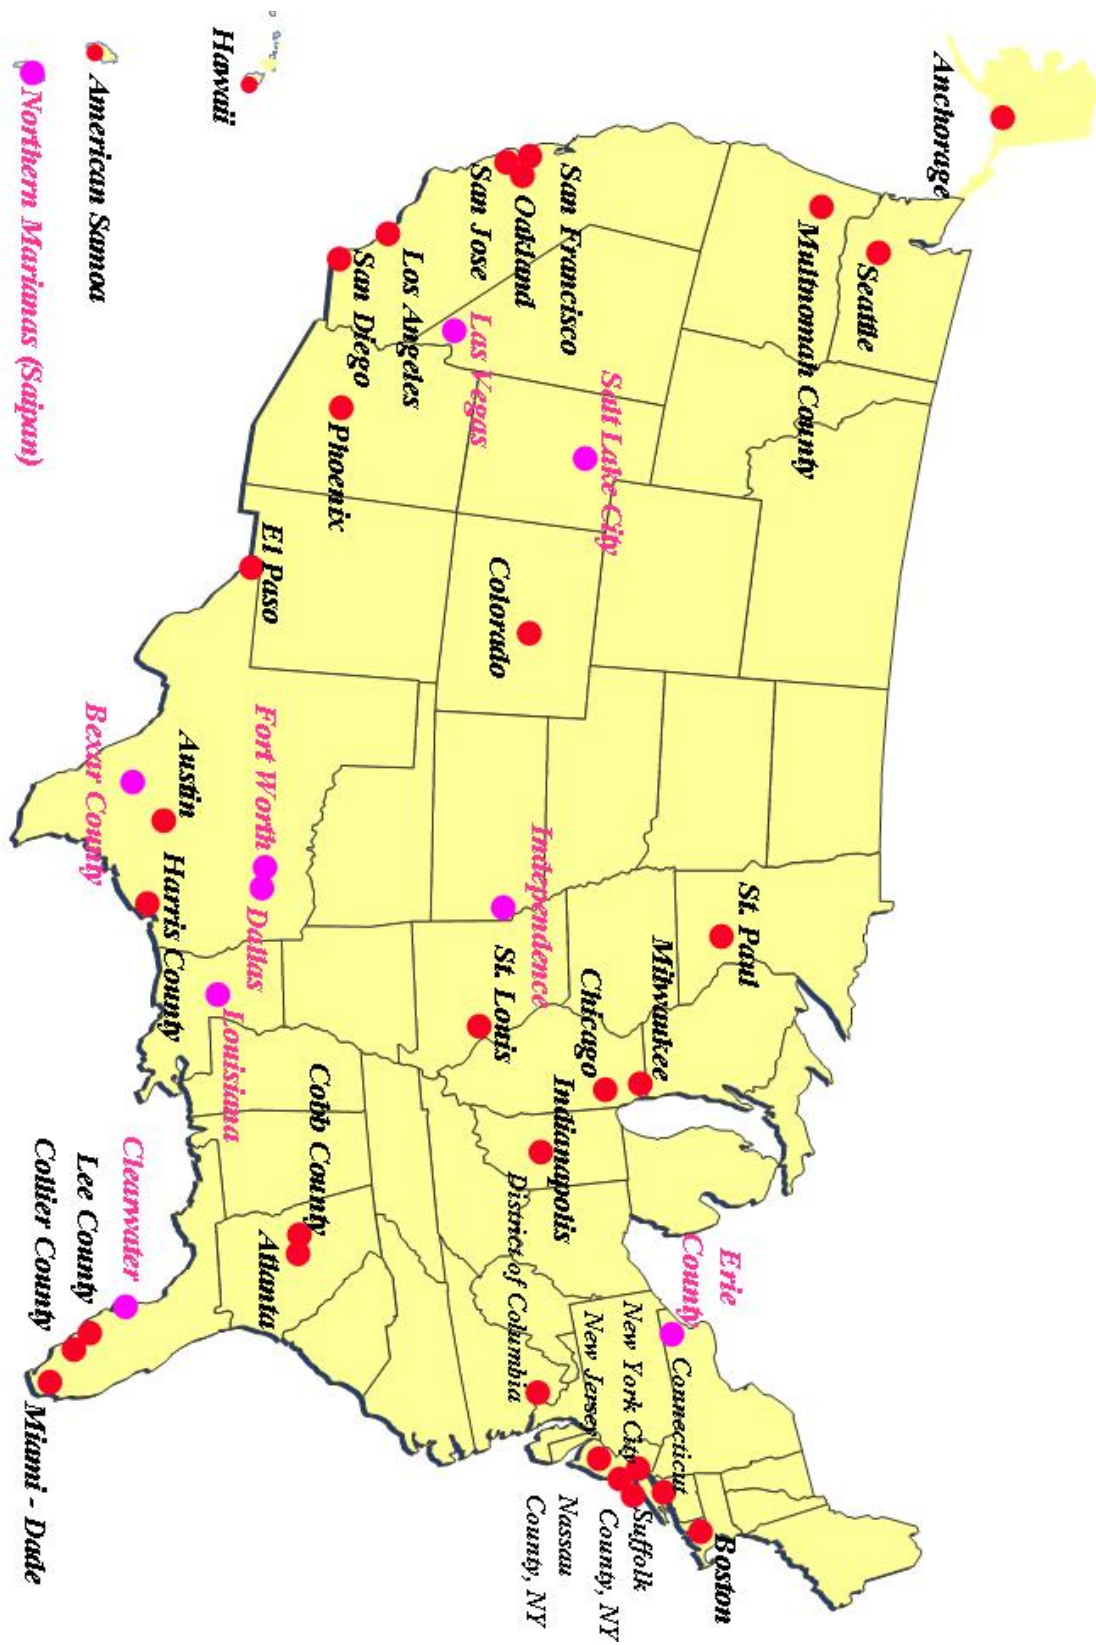 Anchorage
Seattle
Multnomah County
San Francisco
Oakland
San Jose
Los Angeles
San Diego
Las Vegas
Salt Lake City
Phoenix
El Paso
Colorado
Hawaii
American Samoa
Northern Marianas (Saipan)
Bexar County
Austin
Fort Worth
Dallas
Harris County
Louisiana
Independence
St. Louis
St. Paul
Milwaukee
Chicago
Indianapolis
Cobb County
Atlanta
District of Columbia
Clearwater
Lee County
Collier County
Miami - Dade
Erie
County
Connecticut
New York City
New Jersey
Boston
Suffolk
County, NY
Nassau
County, NY